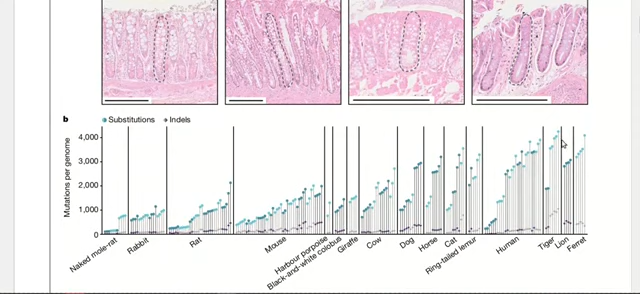 b
Substitutions Indels
Mutations per genome
4,000
3,000
2,000
1,000
0
Naked mole-rat
Rabbit
Rat
Mouse
Harbour porpoise
Black-and-white colobus
Giraffe
Cow
Dog
Horse
Cat
Ring-tailed lemur
Human
Tiger
Lion
Ferret